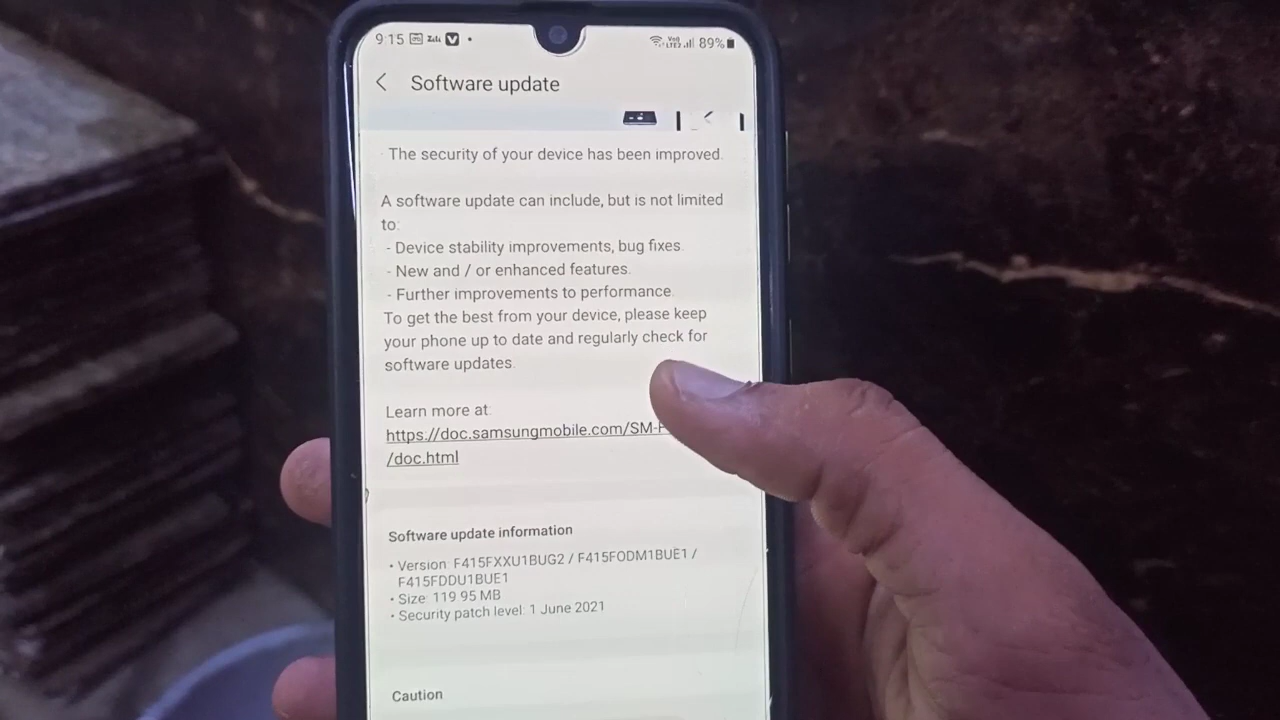 9:15 89%
Software update
· The security of your device has been improved.
A software update can include, but is not limited
to:
- Device stability improvements, bug fixes.
- New and / or enhanced features.
- Further improvements to performance.
To get the best from your device, please keep
your phone up to date and regularly check for
software updates.
Learn more at:
https://doc.samsungmobile.com/SM-F
/doc.html
Software update information
• Version: F415FXXU1BUG2 / F415FODM1BUE1 /
F415FDDU1BUE1
• Size: 119.95 MB
• Security patch level: 1 June 2021
Caution